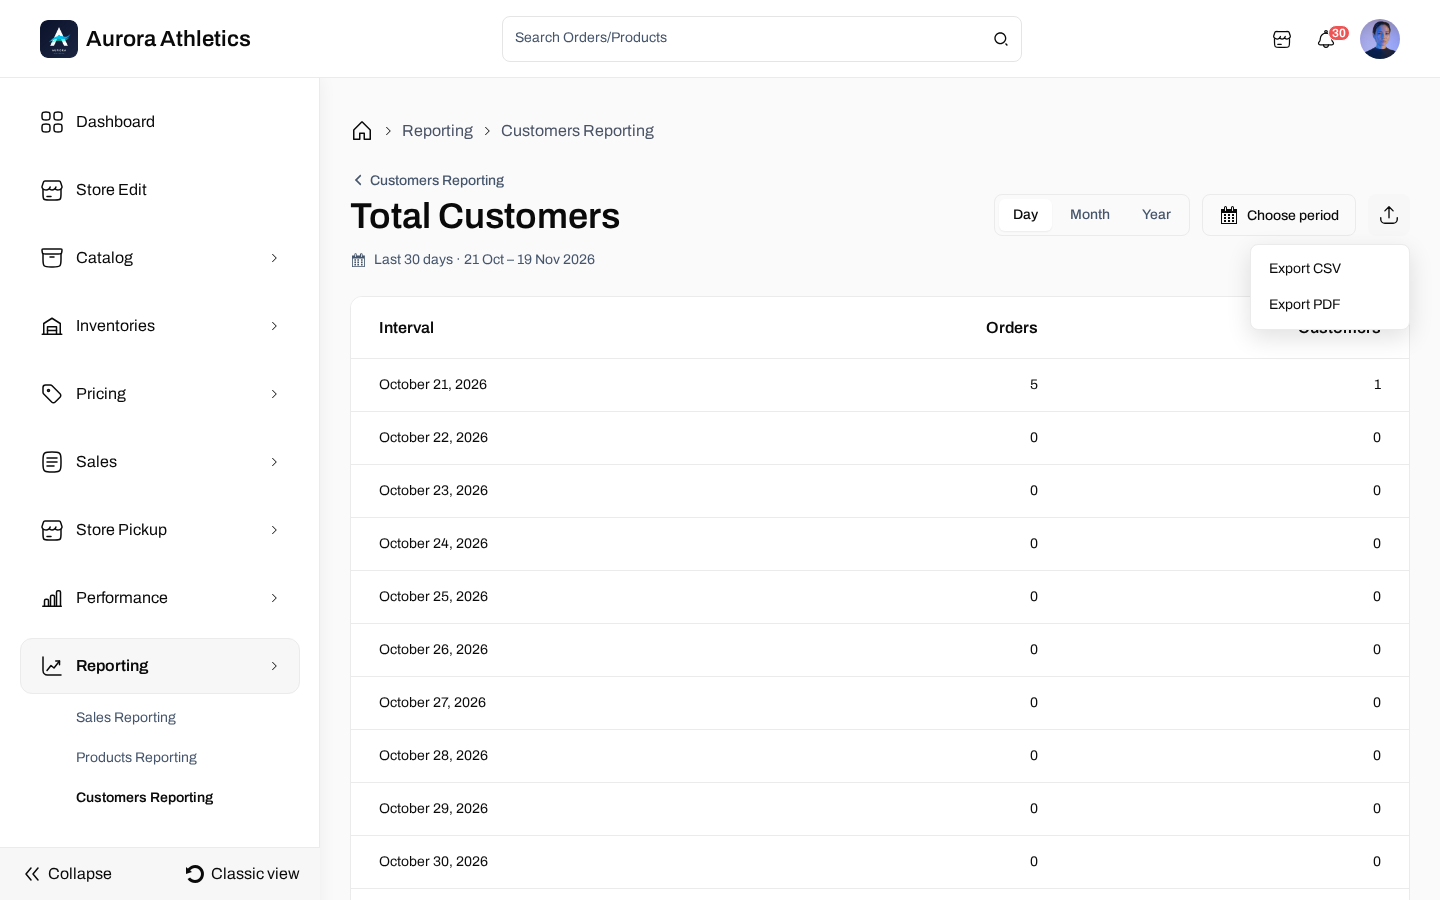 Aurora Athletics
Search Orders/Products
30
Dashboard
Store Edit
Catalog
Inventories
Pricing
Sales
Store Pickup
Performance
Reporting
Sales Reporting
Products Reporting
Customers Reporting
Collapse
Classic view
Reporting
Customers Reporting
Customers Reporting
Total Customers
Last 30 days · 21 Oct – 19 Nov 2026
Day Month Year
Choose period
Export CSV
Export PDF
Interval Orders Customers
October 21, 2026 5 1
October 22, 2026 0 0
October 23, 2026 0 0
October 24, 2026 0 0
October 25, 2026 0 0
October 26, 2026 0 0
October 27, 2026 0 0
October 28, 2026 0 0
October 29, 2026 0 0
October 30, 2026 0 0